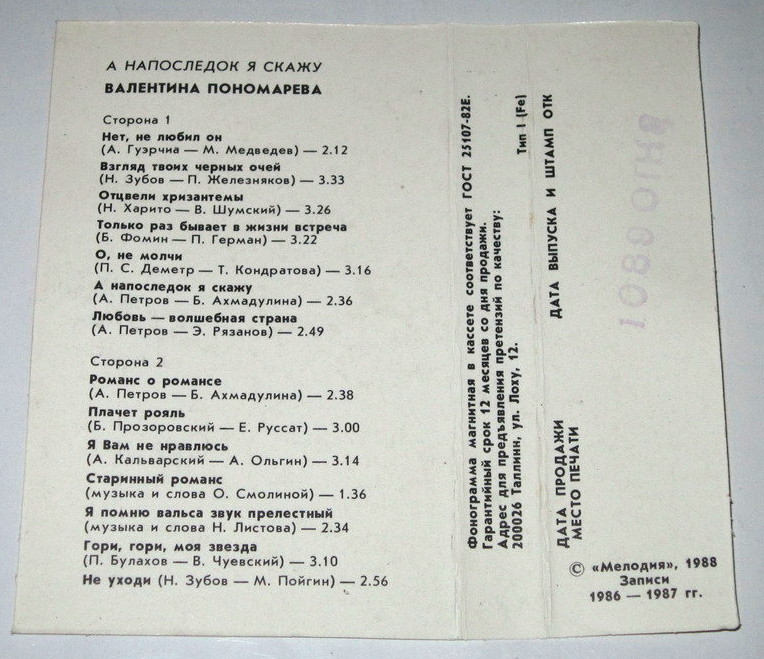 А НАПОСЛЕДОК Я СКАЖУ
ВАЛЕНТИНА ПОНОМАРЕВА
Сторона 1
Нет, не любил он
(А. Гуэрчиа — М. Медведев) — 2.12
Взгляд твоих черных очей
(Н. Зубов — П. Железняков) — 3.33
Отцвели хризантемы
(Н. Харито — В. Шумский) — 3.26
Только раз бывает в жизни встреча
(Б. Фомин — П. Герман) — 3.22
О, не молчи
(П. С. Деметр — Т. Кондратова) — 3.16
А напоследок я скажу
(А. Петров — Б. Ахмадулина) — 2.36
Любовь — волшебная страна
(А. Петров — Э. Рязанов) — 2.49
Сторона 2
Романс о романсе
(А. Петров — Б. Ахмадулина) — 2.38
Плачет рояль
(Б. Прозоровский — Е. Руссат) — 3.00
Я Вам не нравлюсь
(А. Кальварский — А. Ольгин) — 3.14
Старинный романс
(музыка и слова О. Смолиной) — 1.36
Я помню вальса звук прелестный
(музыка и слова Н. Листова) — 2.34
Гори, гори, моя звезда
(П. Булахов — В. Чуевский) — 3.10
Не уходи (Н. Зубов — М. Пойгин) — 2.56
Фонограмма магнитная в кассете соответствует ГОСТ 25107-82Е.
Гарантийный срок 12 месяцев со дня продажи.
Адрес для предъявления претензий по качеству:
200026 Таллинн, ул. Лоху, 12.
Тип I (Fe)
ДАТА ВЫПУСКА И ШТАМП ОТК
ДАТА ПРОДАЖИ
МЕСТО ПЕЧАТИ
© «Мелодия», 1988
Записи
1986 — 1987 гг.